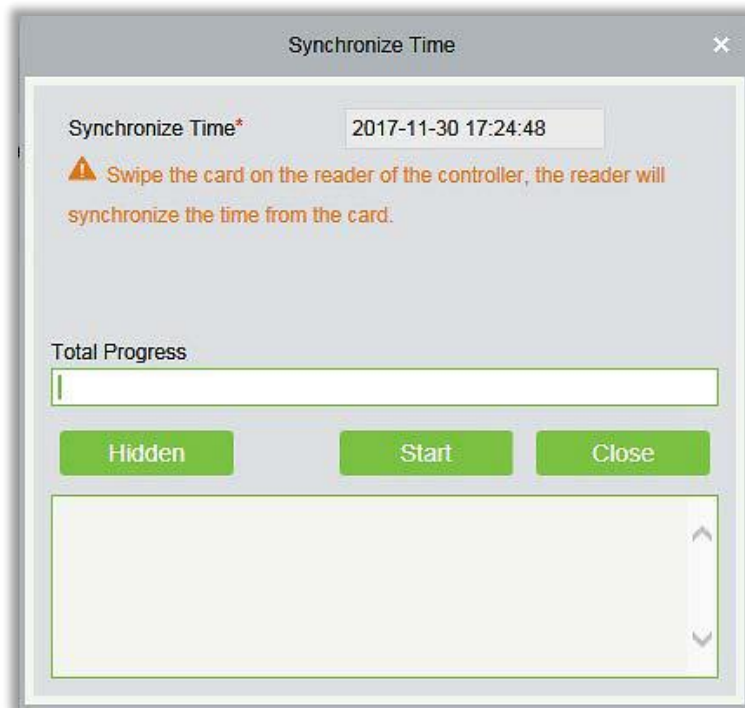 Synchronize Time
Synchronize Time* 2017-11-30 17:24:48
Swipe the card on the reader of the controller, the reader will
synchronize the time from the card.
Total Progress
Hidden Start Close